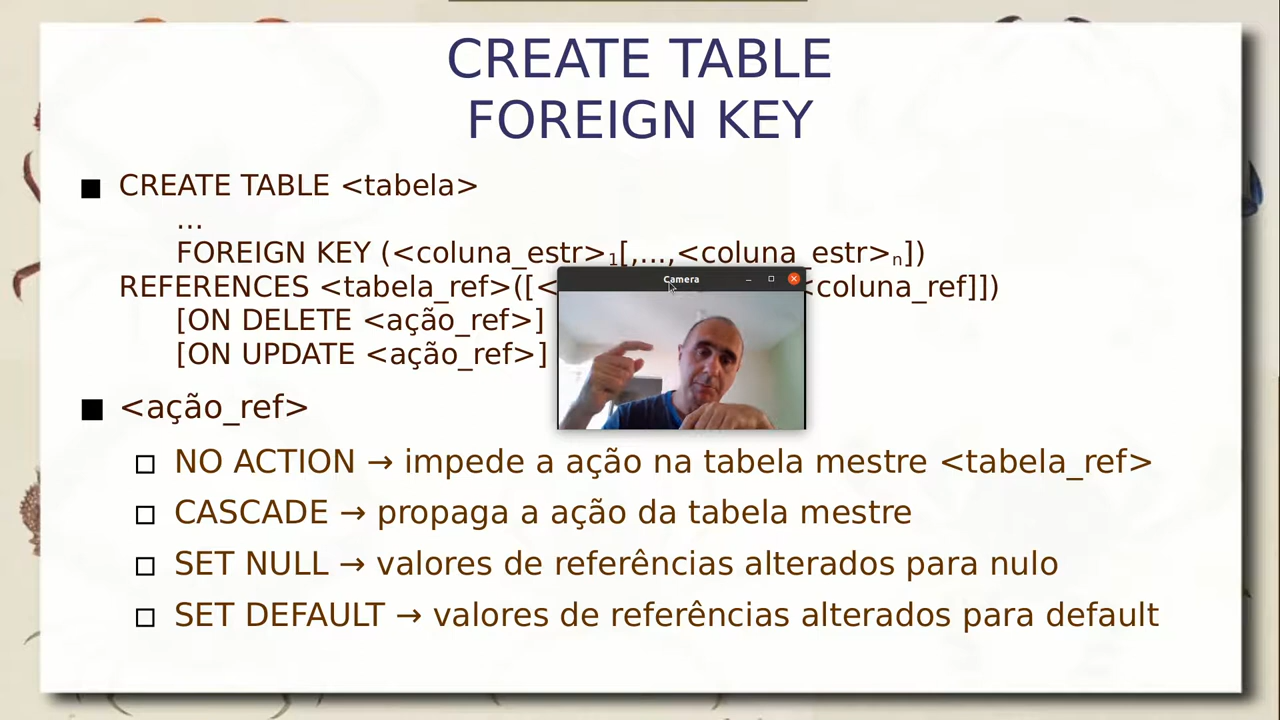 CREATE TABLE
FOREIGN KEY
■ CREATE TABLE <tabela>
...
FOREIGN KEY (<coluna_estr>₁[,...,<coluna_estr>ₙ])
REFERENCES <tabela_ref>([< <coluna_ref]])
[ON DELETE <ação_ref>]
[ON UPDATE <ação_ref>]
Camera
■ <ação_ref>
□ NO ACTION → impede a ação na tabela mestre <tabela_ref>
□ CASCADE → propaga a ação da tabela mestre
□ SET NULL → valores de referências alterados para nulo
□ SET DEFAULT → valores de referências alterados para default